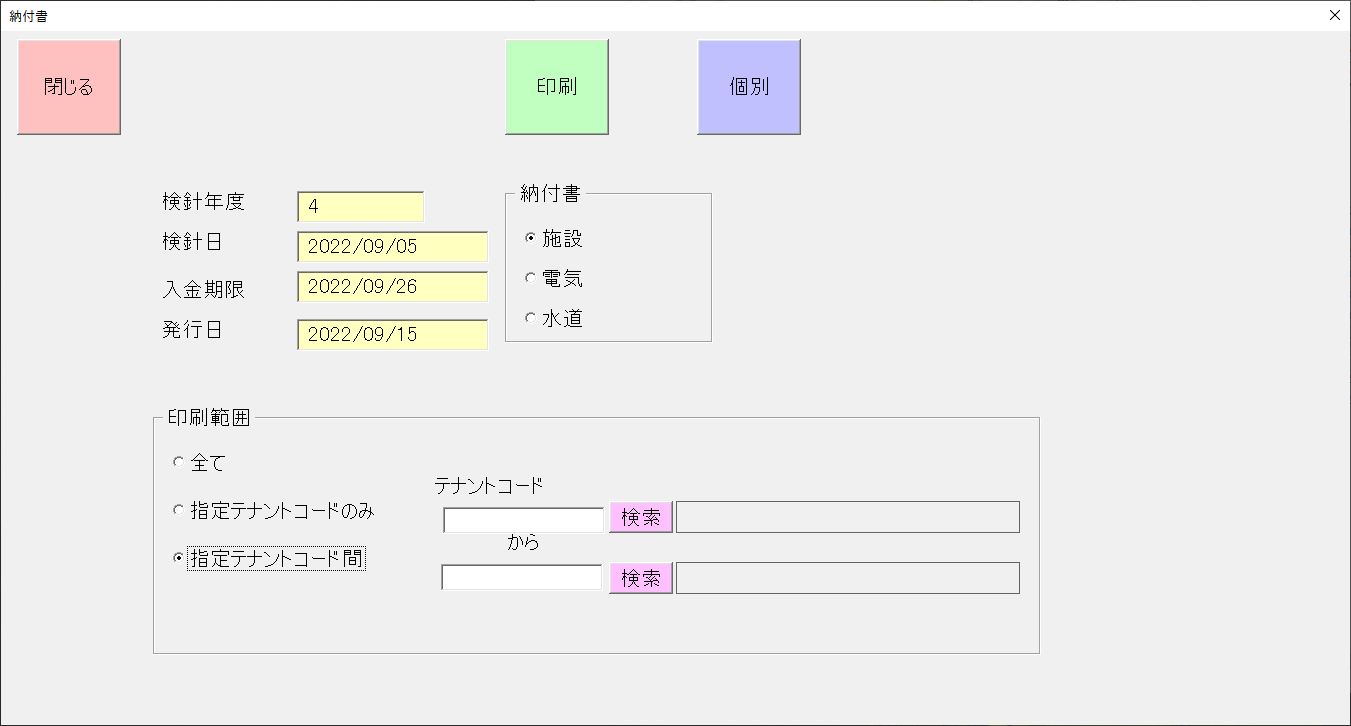 納付書
閉じる
印刷
個別
検針年度
4
検針日
2022/09/05
入金期限
2022/09/26
発行日
2022/09/15
納付書
施設
電気
水道
印刷範囲
全て
指定テナントコードのみ
指定テナントコード間
テナントコード
検索
から
検索